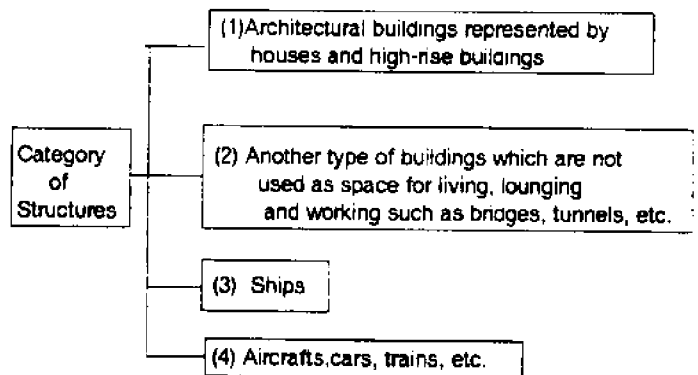 (1)Architectural buildings represented by
houses and high-rise buildings
Category
of
Structures
(2) Another type of buildings which are not
used as space for living, lounging
and working such as bridges, tunnels, etc.
(3) Ships
(4) Aircrafts,cars, trains, etc.